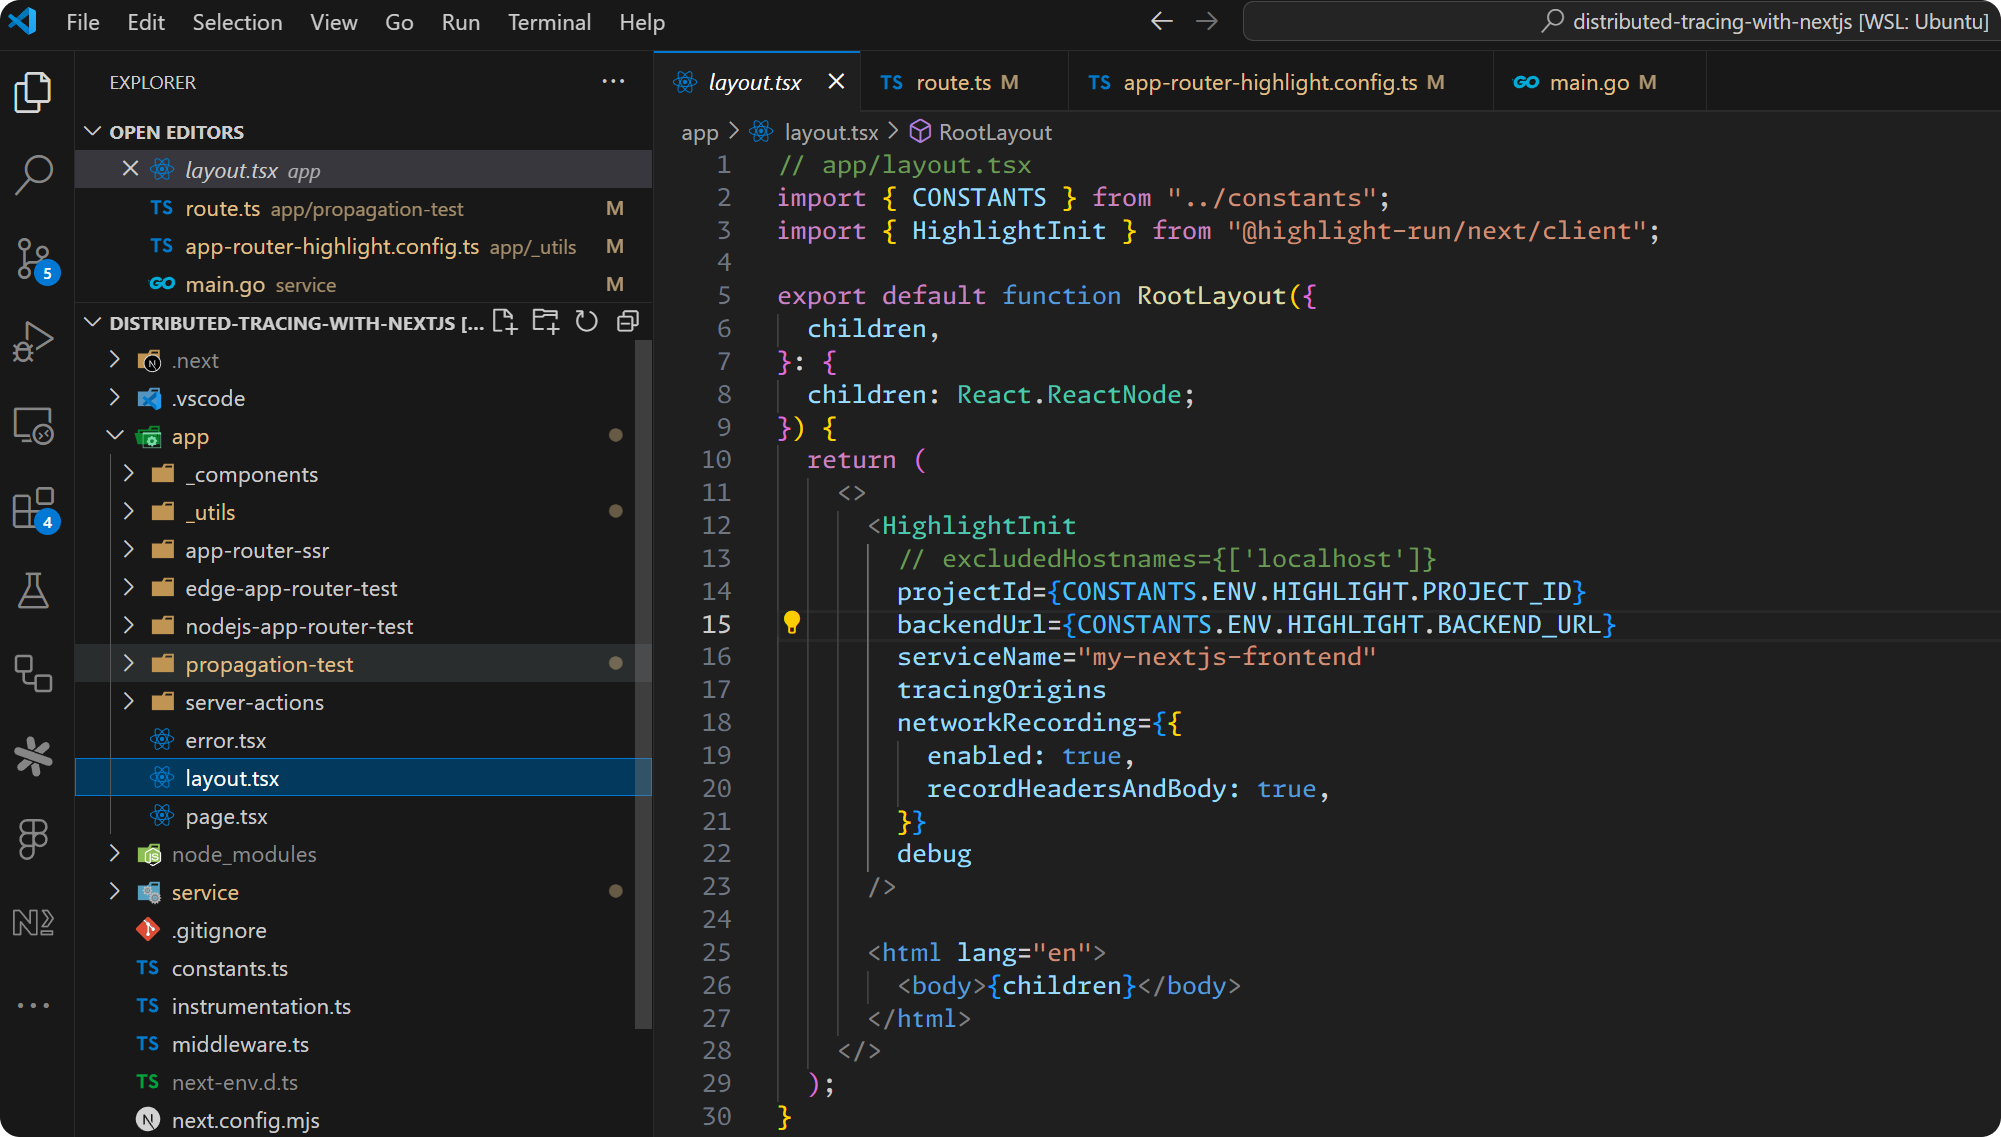 File Edit Selection View Go Run Terminal Help
distributed-tracing-with-nextjs [WSL: Ubuntu]
5
4
EXPLORER
OPEN EDITORS
layout.tsx app
TS route.ts app/propagation-test M
TS app-router-highlight.config.ts app/_utils M
GO main.go service M
DISTRIBUTED-TRACING-WITH-NEXTJS [...
N .next
.vscode
app
_components
_utils
app-router-ssr
edge-app-router-test
nodejs-app-router-test
propagation-test
server-actions
error.tsx
layout.tsx
page.tsx
JS node_modules
service
.gitignore
TS constants.ts
TS instrumentation.ts
TS middleware.ts
TS next-env.d.ts
N next.config.mjs
layout.tsx
TS route.ts M
TS app-router-highlight.config.ts M
GO main.go M
app > layout.tsx > RootLayout
1 // app/layout.tsx
2 import { CONSTANTS } from "../constants";
3 import { HighlightInit } from "@highlight-run/next/client";
4
5 export default function RootLayout({
6 children,
7 }: {
8 children: React.ReactNode;
9 }) {
10 return (
11 <>
12 <HighlightInit
13 // excludedHostnames={['localhost']}
14 projectId={CONSTANTS.ENV.HIGHLIGHT.PROJECT_ID}
15 backendUrl={CONSTANTS.ENV.HIGHLIGHT.BACKEND_URL}
16 serviceName="my-nextjs-frontend"
17 tracingOrigins
18 networkRecording={{
19 enabled: true,
20 recordHeadersAndBody: true,
21 }}
22 debug
23 />
24
25 <html lang="en">
26 <body>{children}</body>
27 </html>
28 </>
29 );
30 }